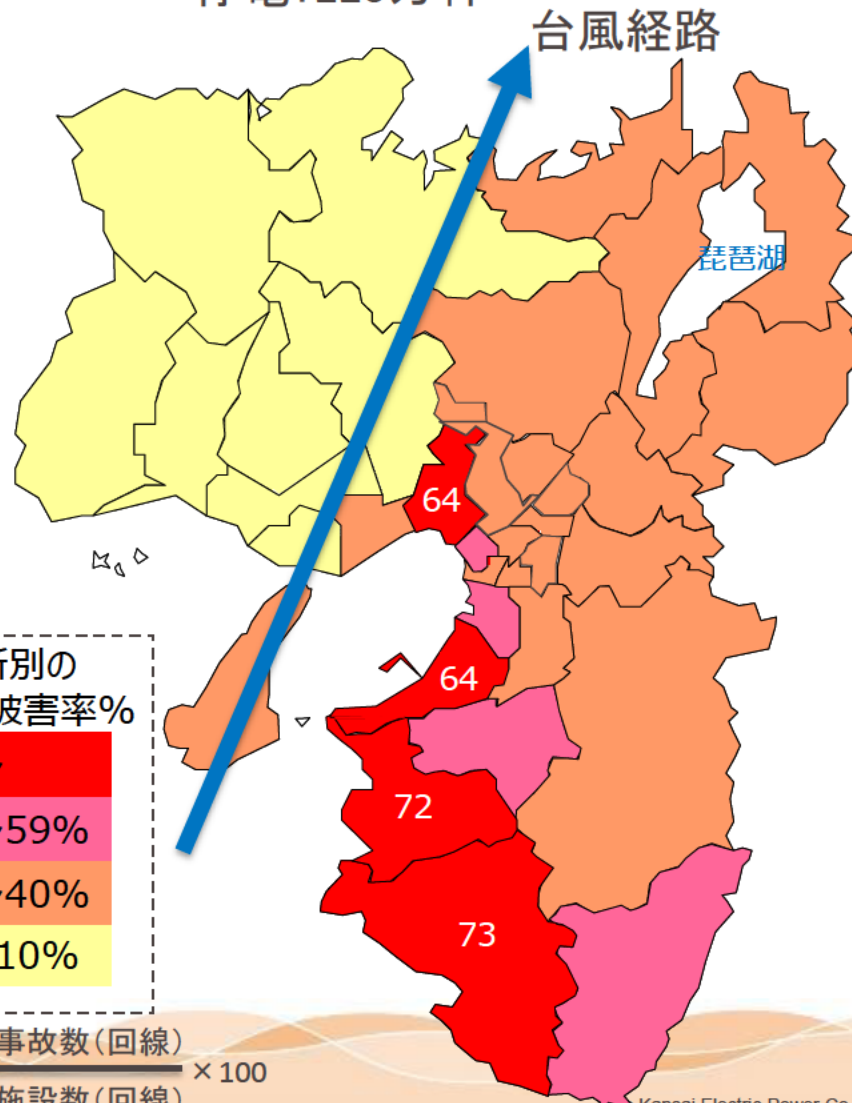 台風経路
琵琶湖
64
64
72
73
所別の
被害率%
~59%
~40%
10%
事故数(回線)
×100
施設数(回線)
Kansai Electric Power Co